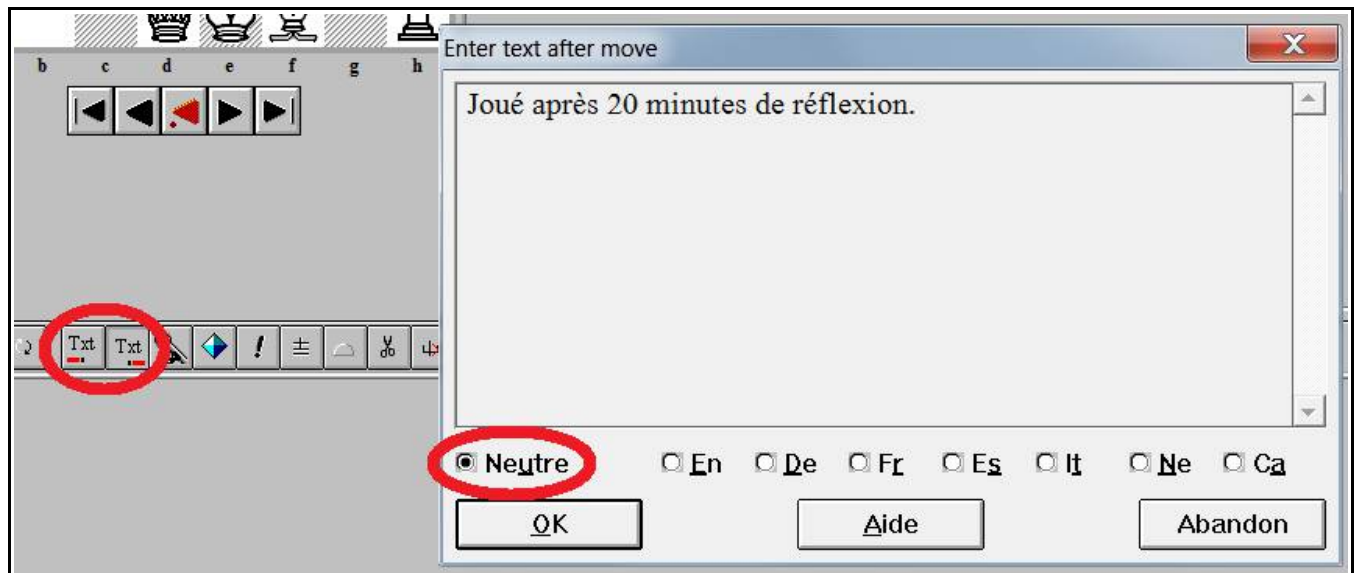 Enter text after move
X
b c d e f g h
Joué après 20 minutes de réflexion.
Txt Txt ! ±
Neutre En De Fr Es It Ne Ca
OK Aide Abandon